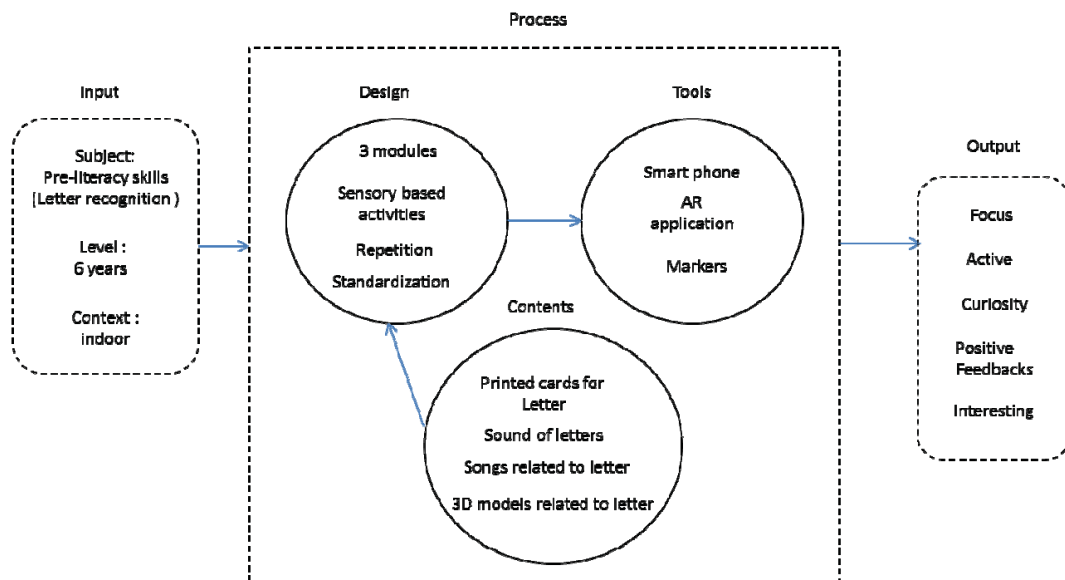 Process
Input
Subject:
Pre-literacy skills
(Letter recognition )
Level :
6 years
Context :
indoor
Design
3 modules
Sensory based
activities
Repetition
Standardization
Tools
Smart phone
AR
application
Markers
Contents
Printed cards for
Letter
Sound of letters
Songs related to letter
3D models related to letter
Output
Focus
Active
Curiosity
Positive
Feedbacks
Interesting